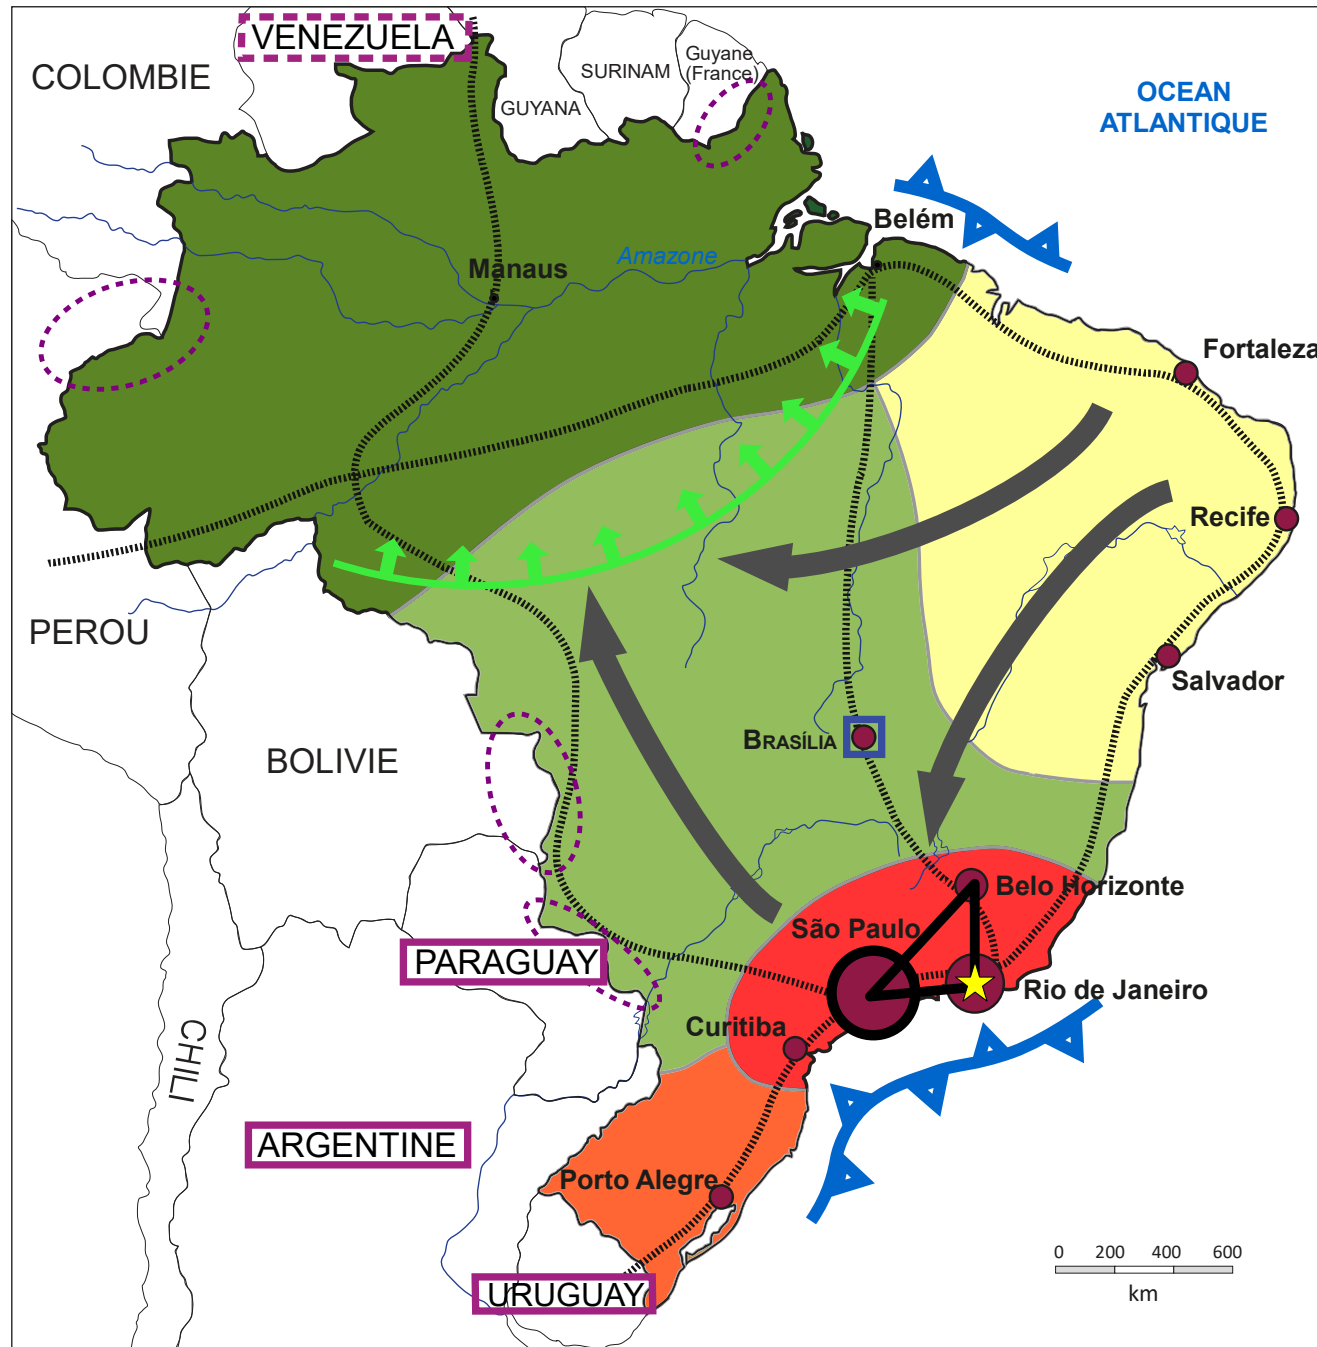 VENEZUELA
COLOMBIE
SURINAM
Guyane
(France)
GUYANA
OCEAN
ATLANTIQUE
Belém
Amazone
Manaus
Fortaleza
Recife
PEROU
Salvador
BRASÍLIA
BOLIVIE
Belo Horizonte
São Paulo
PARAGUAY
Rio de Janeiro
Curitiba
CHILI
ARGENTINE
Porto Alegre
URUGUAY
0 200 400 600
km